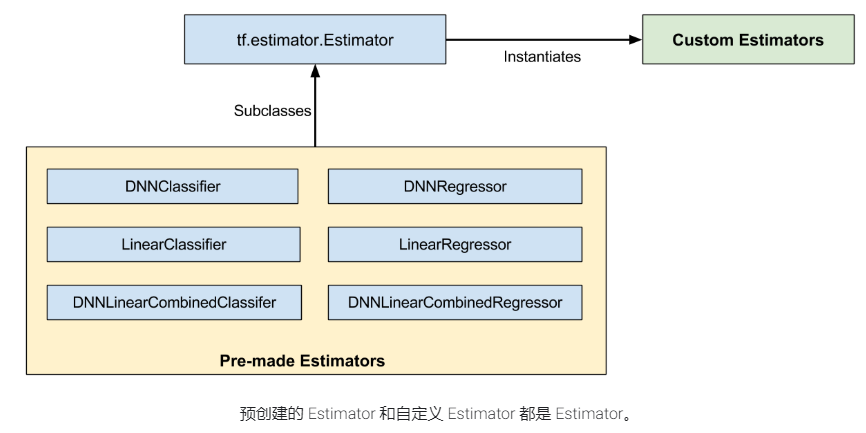 tf.estimator.Estimator
Custom Estimators
Instantiates
Subclasses
DNNClassifier
DNNRegressor
LinearClassifier
LinearRegressor
DNNLinearCombinedClassifer
DNNLinearCombinedRegressor
Pre-made Estimators
预创建的 Estimator 和自定义 Estimator 都是 Estimator。